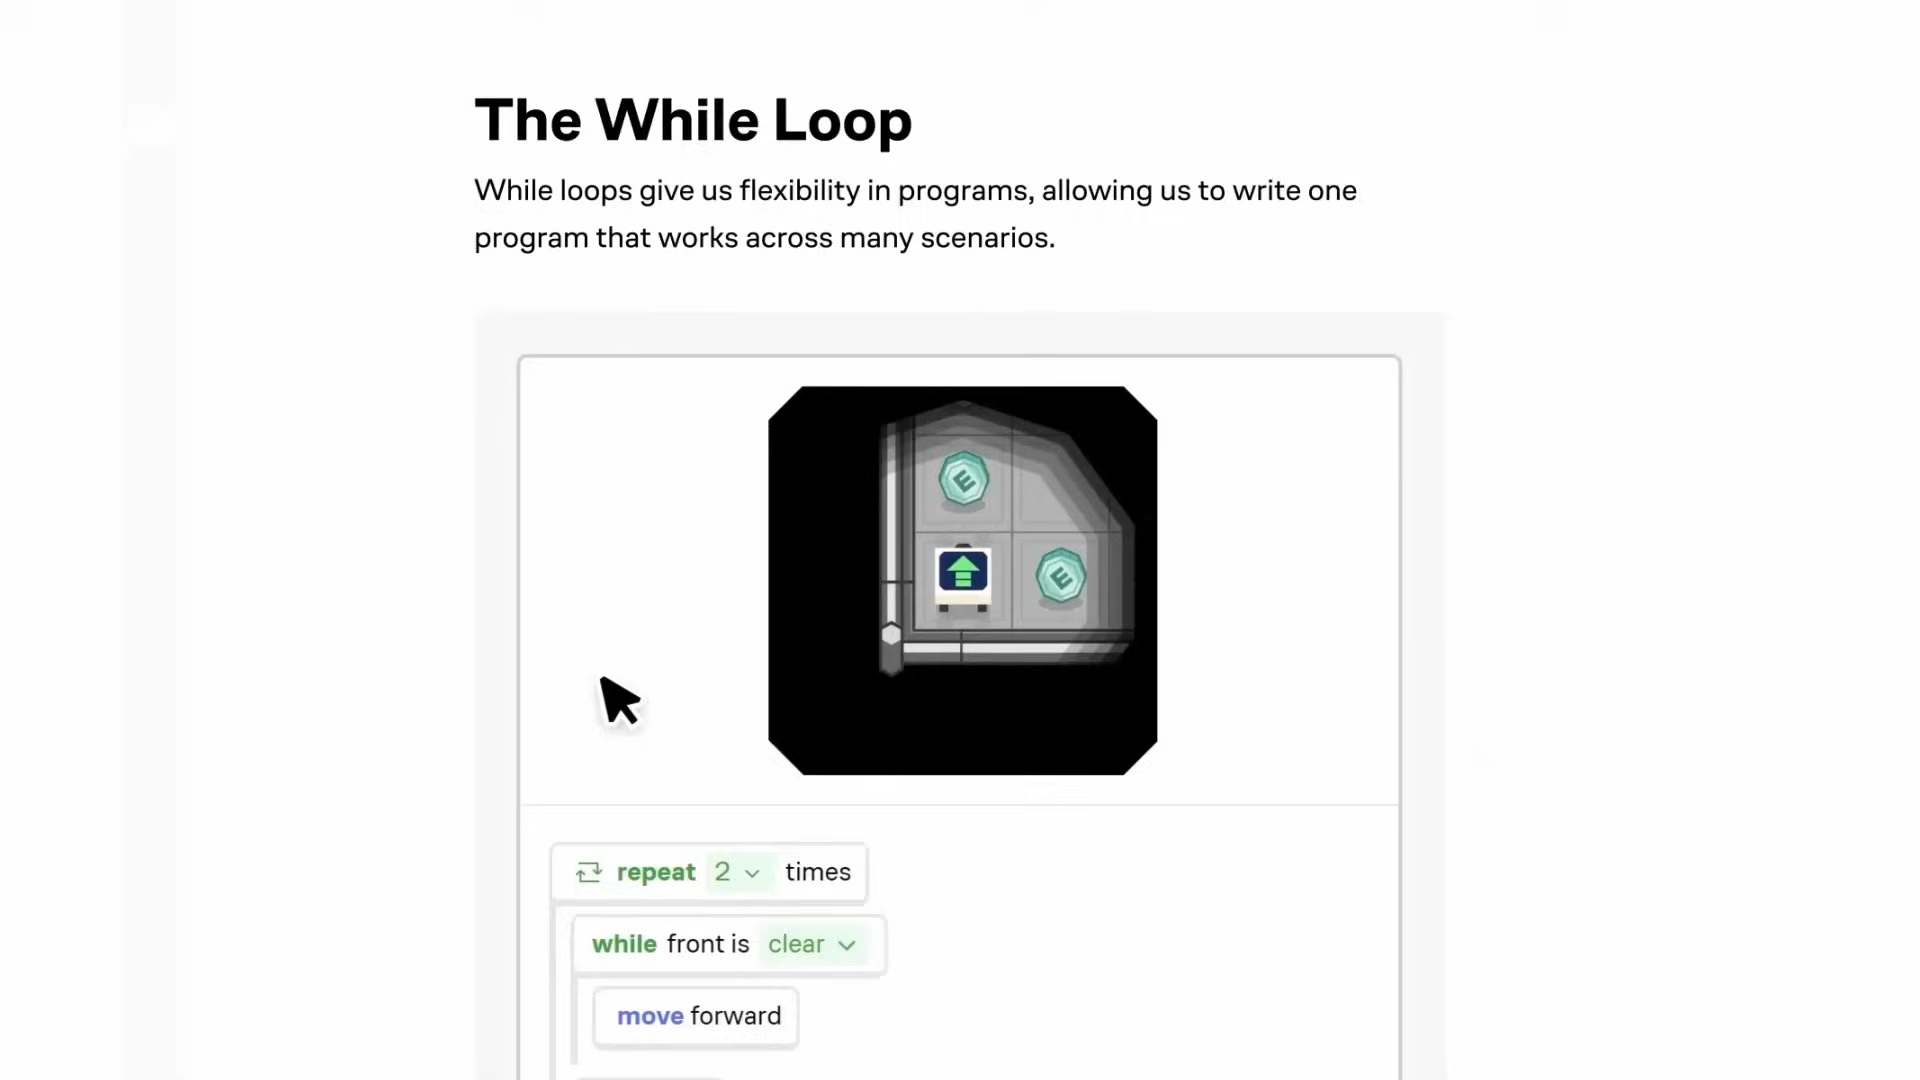 The While Loop
While loops give us flexibility in programs, allowing us to write one
program that works across many scenarios.
E
E
repeat 2 times
while front is clear
move forward